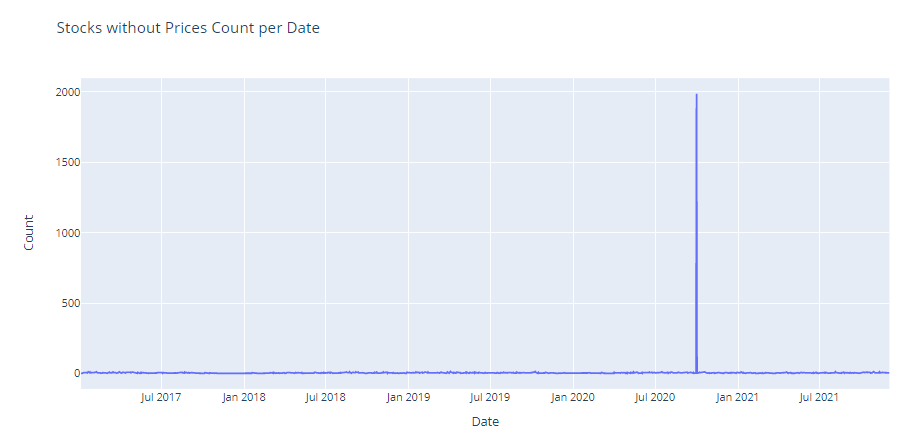 Stocks without Prices Count per Date
2000
1500
1000
500
0
Count
Jul 2017 Jan 2018 Jul 2018 Jan 2019 Jul 2019 Jan 2020 Jul 2020 Jan 2021 Jul 2021
Date